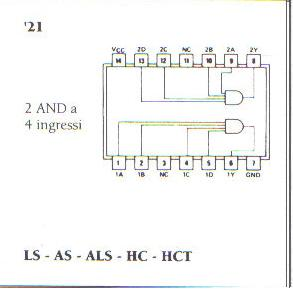 '21
VCC 2D 2C NC 2B 2A 2Y
14 13 12 11 10 9 8
2 AND a
4 ingressi
1 2 3 4 5 6 7
1A 1B NC 1C 1D 1Y GND
LS - AS - ALS - HC - HCT